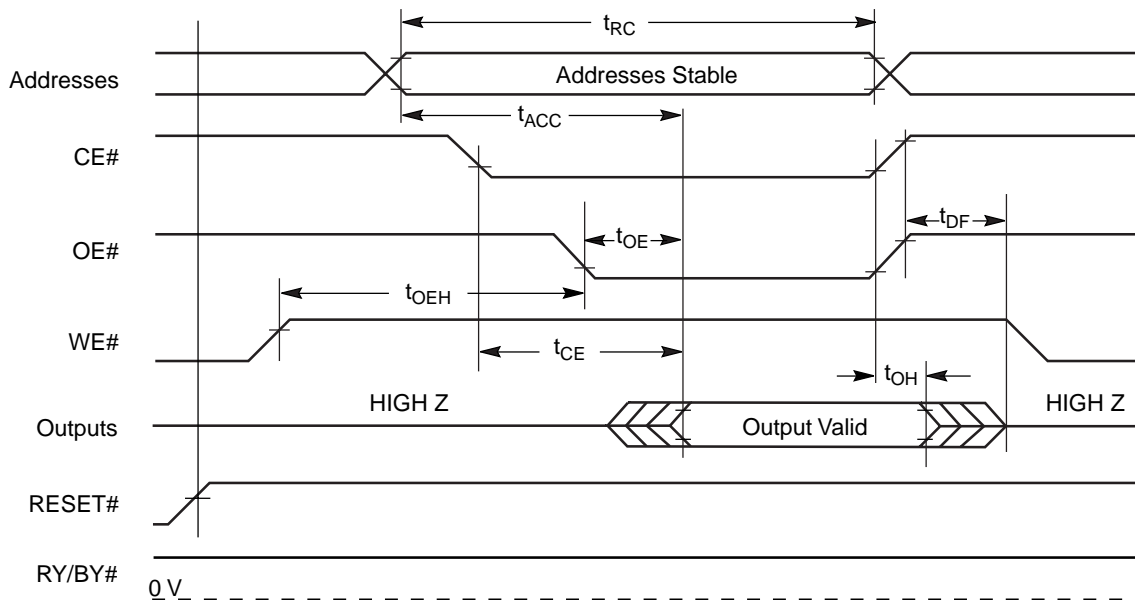 tRC
Addresses
Addresses Stable
tACC
CE#
tDF
OE#
tOE
tOEH
WE#
tCE
tOH
HIGH Z
HIGH Z
Outputs
Output Valid
RESET#
RY/BY#
0 V